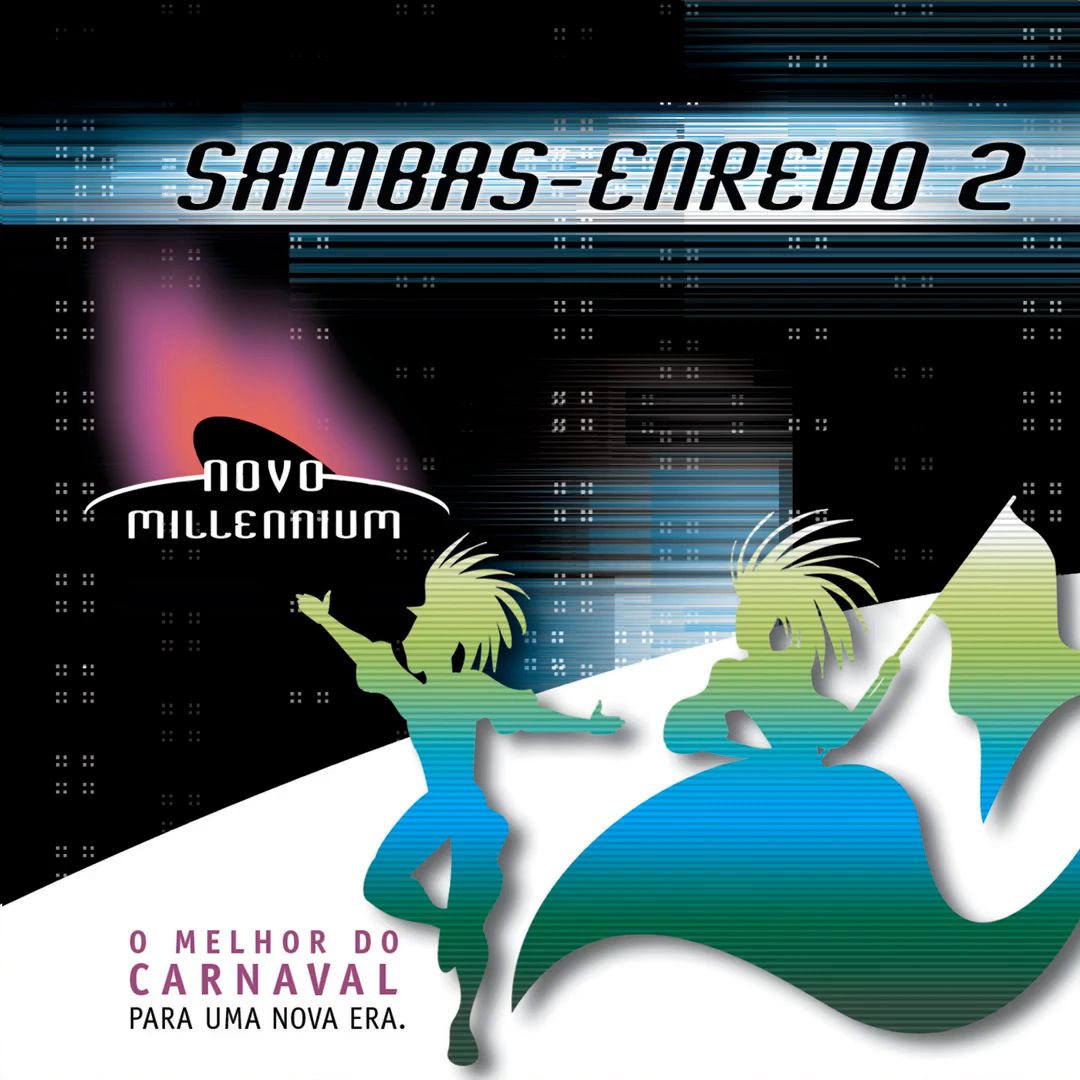 SAMBAS-ENREDO 2
NOVO
MILLENNIUM
O MELHOR DO
CARNAVAL
PARA UMA NOVA ERA.